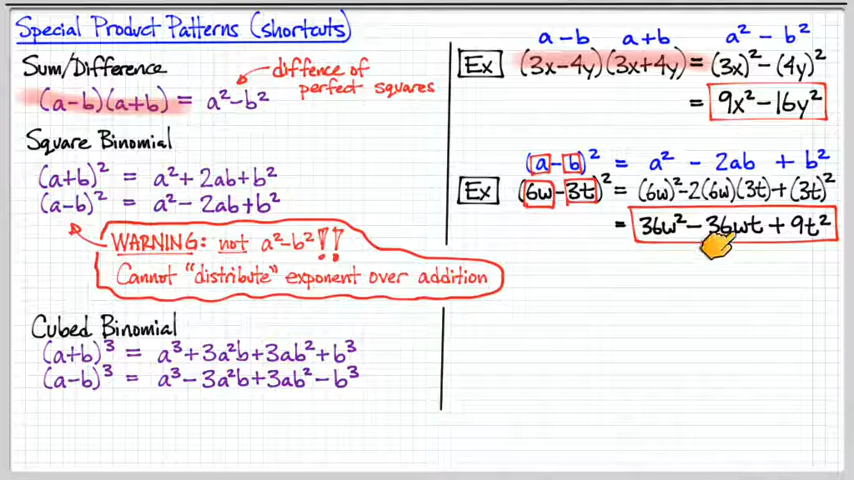 Special Product Patterns (shortcuts)
Sum/Difference
(a-b)(a+b) = a²-b²
diffence of
perfect squares
Square Binomial
(a+b)² = a²+2ab+b²
(a-b)² = a²-2ab+b²
WARNING: not a²-b²!!
Cannot "distribute" exponent over addition
Cubed Binomial
(a+b)³ = a³+3a²b+3ab²+b³
(a-b)³ = a³-3a²b+3ab²-b³
a-b a+b a²-b²
Ex (3x-4y)(3x+4y) = (3x)²-(4y)²
= 9x²-16y²
(a-b)² = a² - 2ab + b²
Ex (6w-3t)² = (6w)²-2(6w)(3t)+(3t)²
= 36w²-36wt+9t²